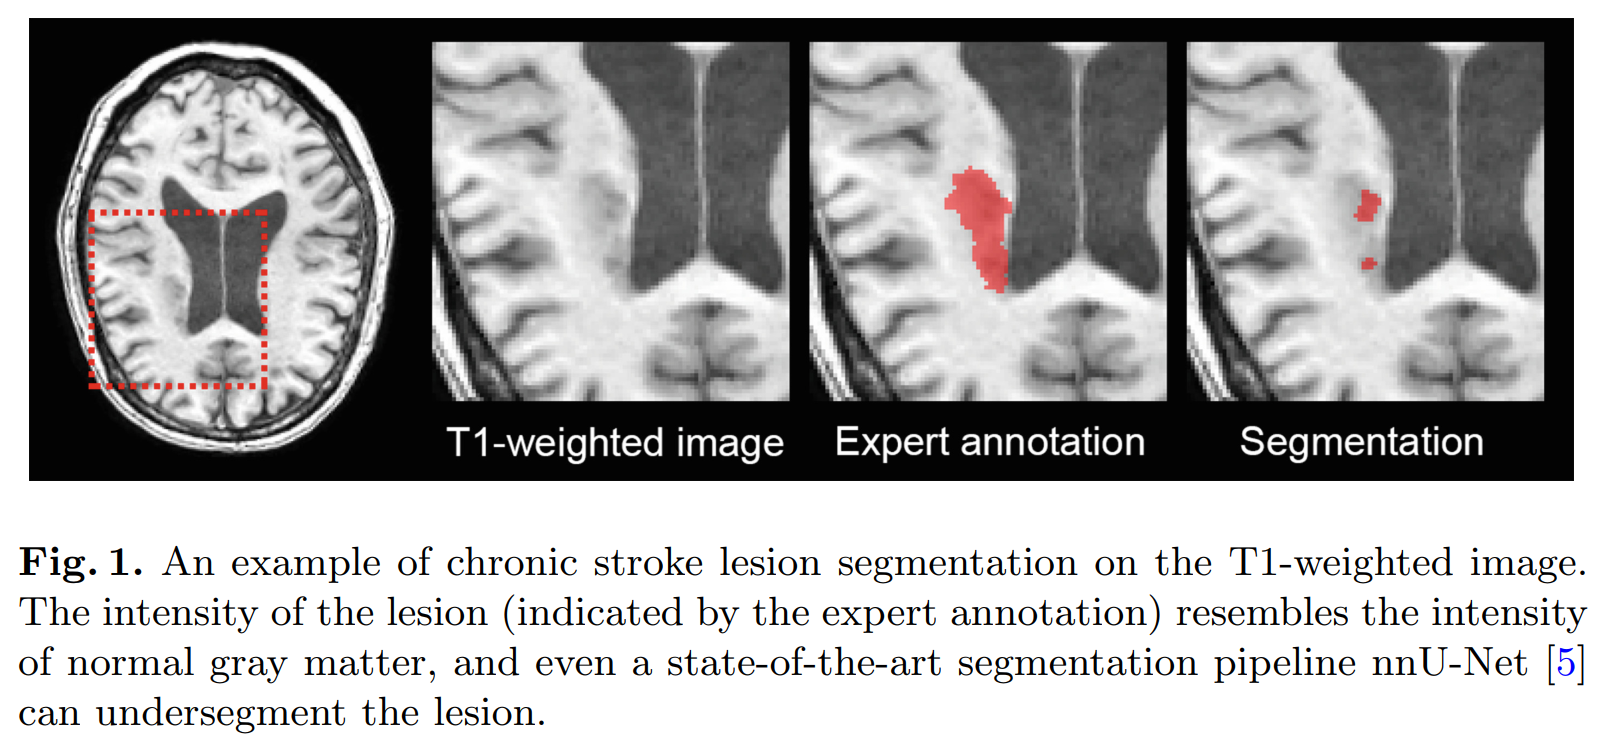 T1-weighted image
Expert annotation
Segmentation
Fig. 1. An example of chronic stroke lesion segmentation on the T1-weighted image.
The intensity of the lesion (indicated by the expert annotation) resembles the intensity
of normal gray matter, and even a state-of-the-art segmentation pipeline nnU-Net [5]
can undersegment the lesion.